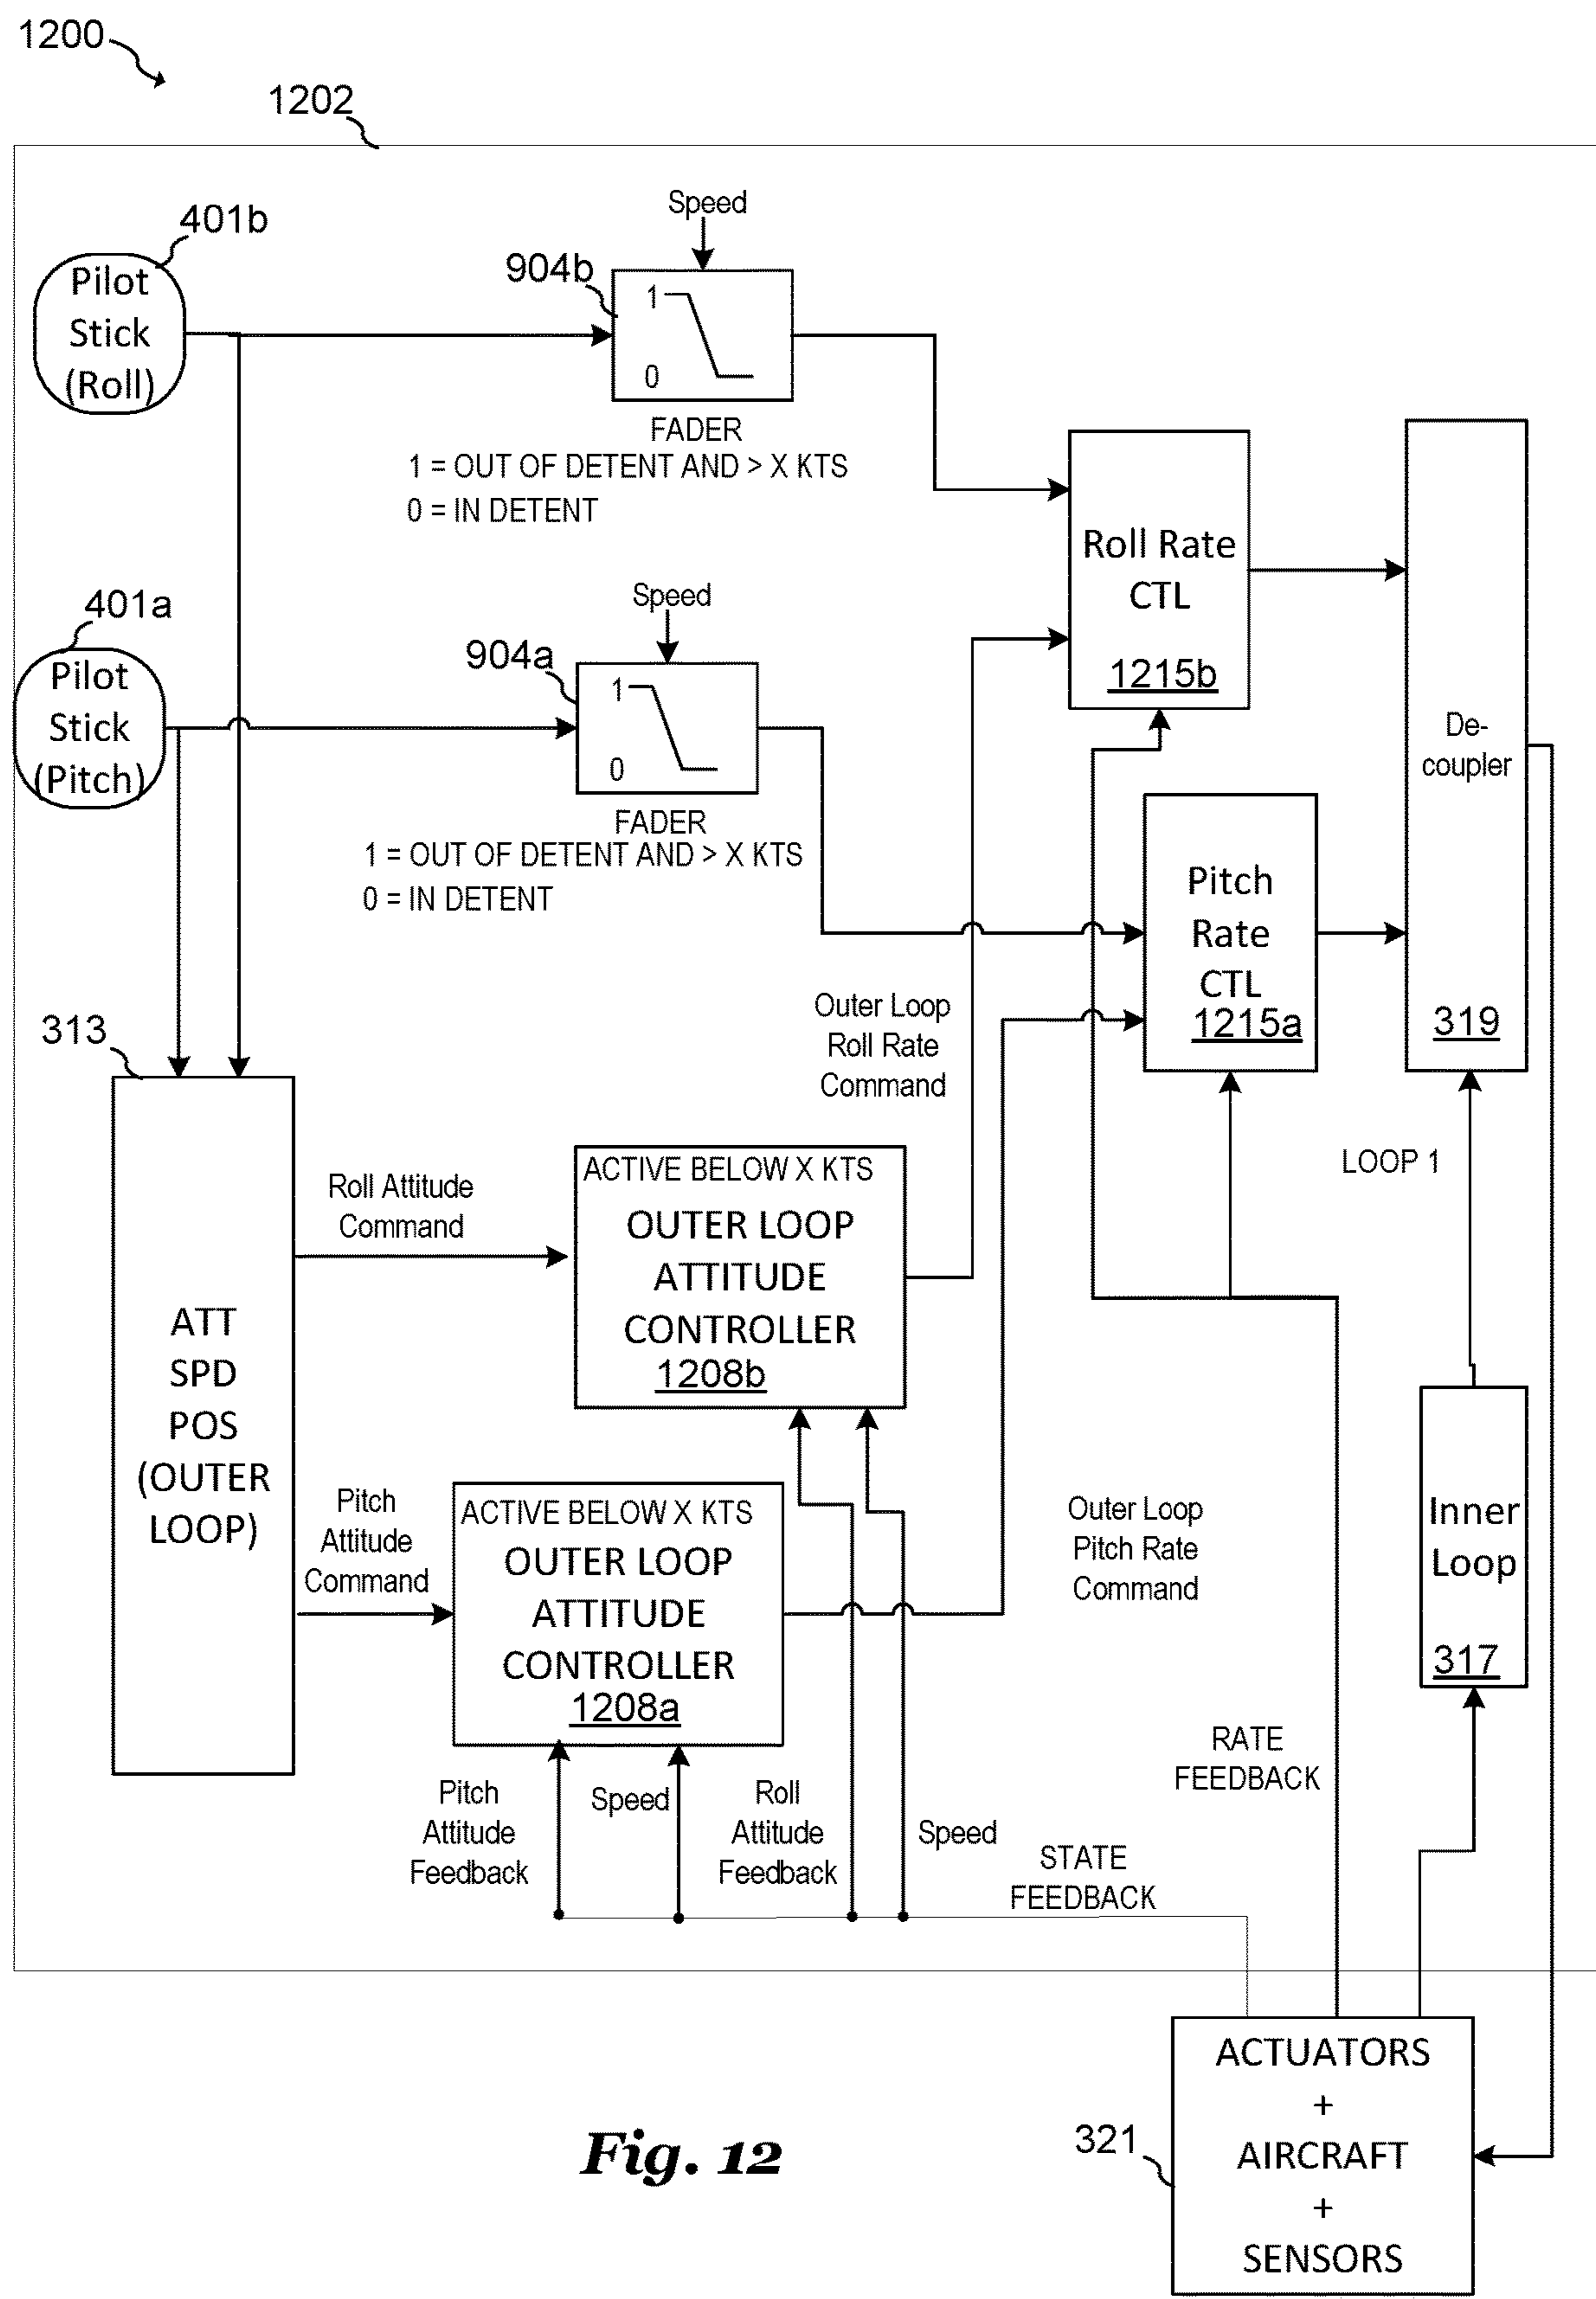 1200
1202
401b
Pilot
Stick
(Roll)
Speed
904b
1
0
FADER
1 = OUT OF DETENT AND > X KTS
0 = IN DETENT
401a
Pilot
Stick
(Pitch)
Speed
904a
1
0
FADER
1 = OUT OF DETENT AND > X KTS
0 = IN DETENT
Roll Rate
CTL
1215b
Pitch
Rate
CTL
1215a
De-
coupler
319
313
ATT
SPD
POS
(OUTER
LOOP)
Outer Loop
Roll Rate
Command
LOOP 1
Roll Attitude
Command
ACTIVE BELOW X KTS
OUTER LOOP
ATTITUDE
CONTROLLER
1208b
Pitch
Attitude
Command
ACTIVE BELOW X KTS
OUTER LOOP
ATTITUDE
CONTROLLER
1208a
Outer Loop
Pitch Rate
Command
Inner
Loop
317
Pitch
Attitude
Feedback
Speed
Roll
Attitude
Feedback
Speed
STATE
FEEDBACK
RATE
FEEDBACK
321
ACTUATORS
+
AIRCRAFT
+
SENSORS
Fig. 12